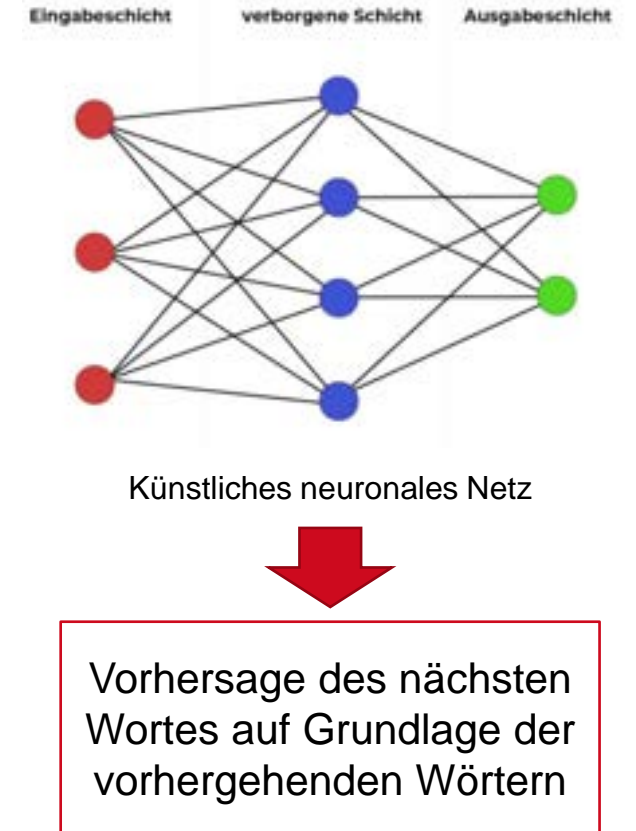 Eingabeschicht verborgene Schicht Ausgabeschicht
Künstliches neuronales Netz
Vorhersage des nächsten
Wortes auf Grundlage der
vorhergehenden Wörtern